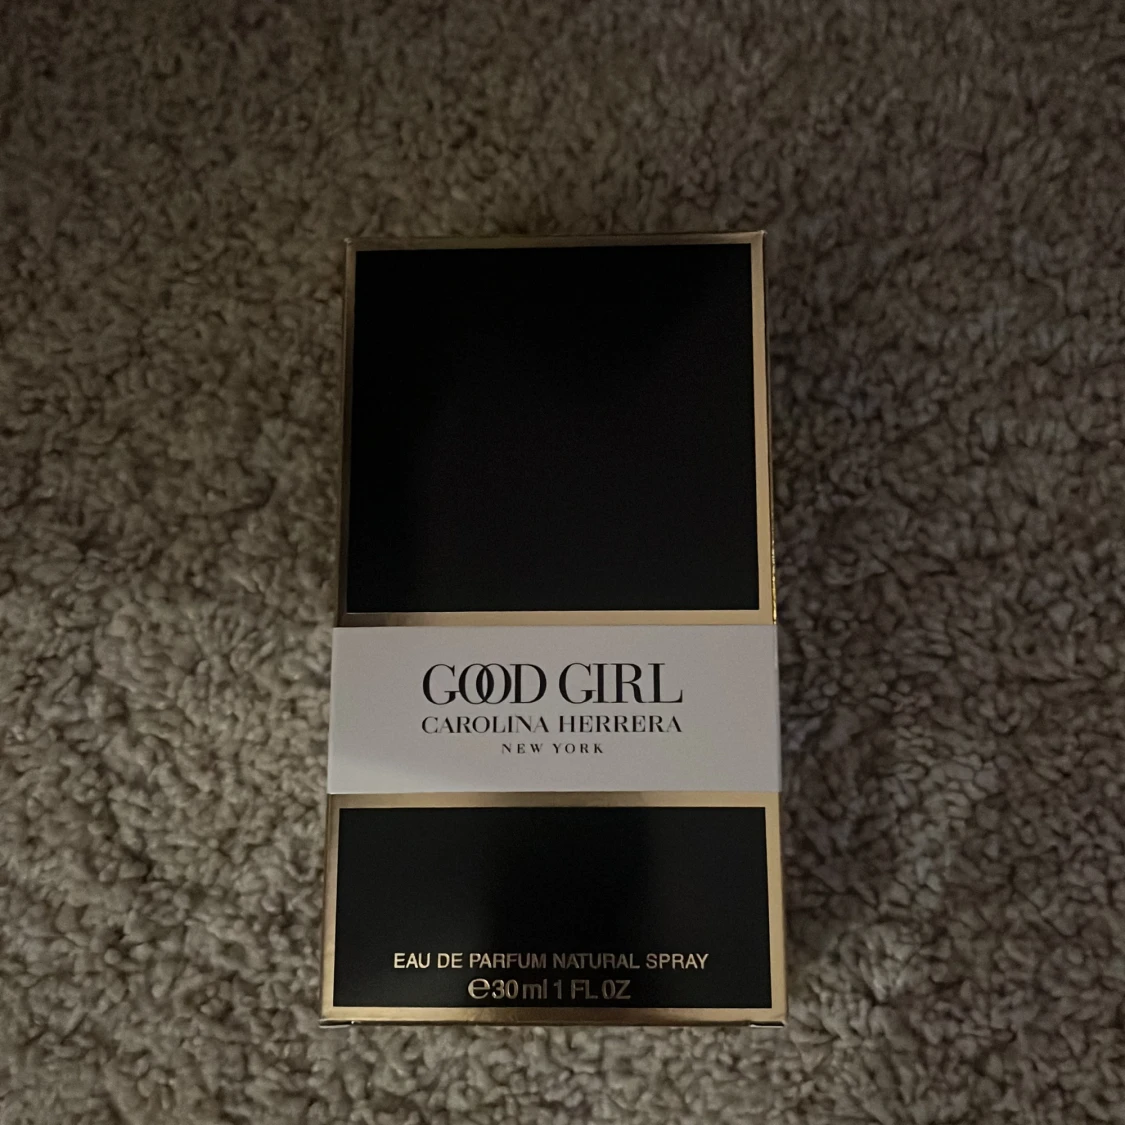 GOOD GIRL
CAROLINA HERRERA
NEW YORK
EAU DE PARFUM NATURAL SPRAY
℮30 ml 1 FL OZ